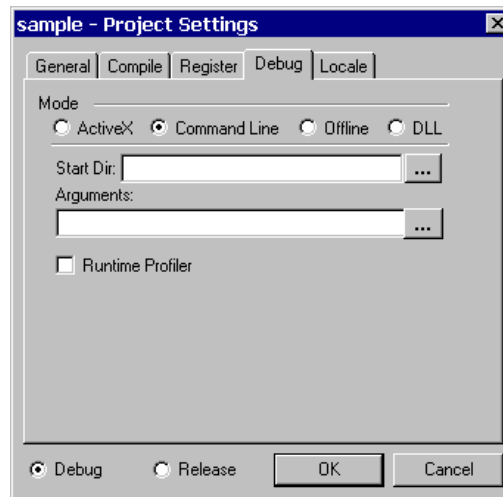 sample - Project Settings
General Compile Register Debug Locale
Mode
ActiveX Command Line Offline DLL
Start Dir: ...
Arguments:
...
Runtime Profiler
Debug Release OK Cancel